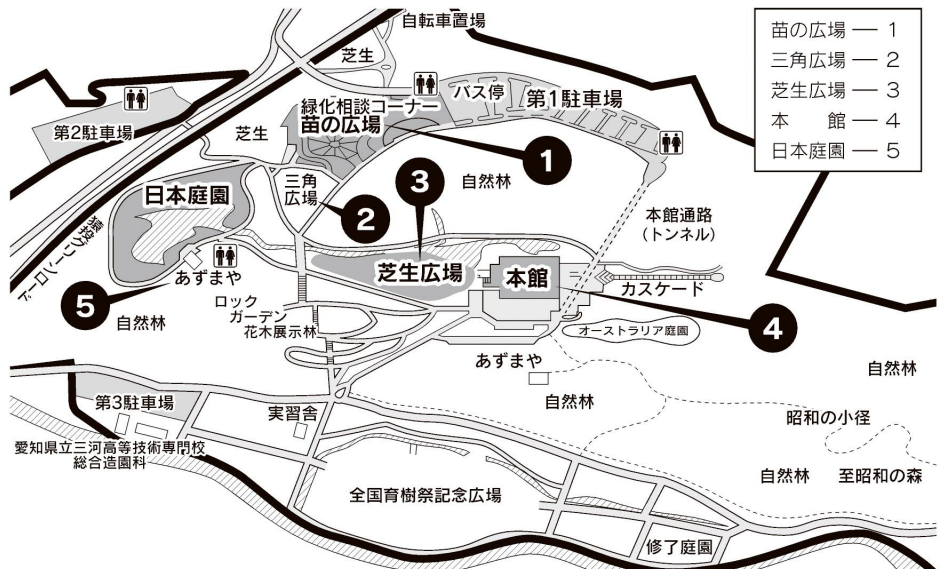 自転車置場
苗の広場 ― 1
三角広場 ― 2
芝生広場 ― 3
本　　館 ― 4
日本庭園 ― 5
芝生
バス停
第1駐車場
緑化相談コーナー
苗の広場
第2駐車場
芝生
1
3
三角
広場
自然林
日本庭園
2
本館通路
(トンネル)
猿投グリーンロード
芝生広場
本館
カスケード
あずまや
5
自然林
ロック
ガーデン
花木展示林
オーストラリア庭園
4
あずまや
自然林
自然林
第3駐車場
実習舎
昭和の小径
愛知県立三河高等技術専門校
総合造園科
自然林
至昭和の森
全国育樹祭記念広場
修了庭園